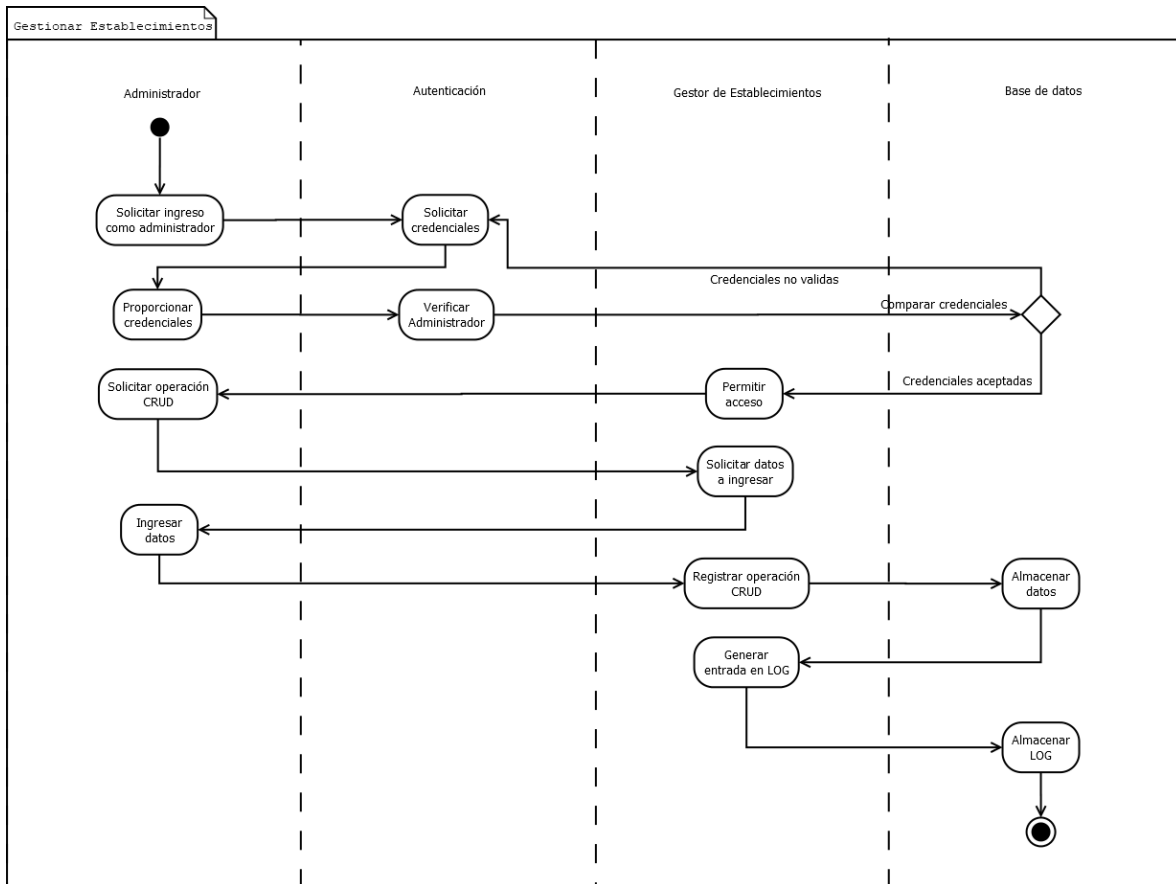 Gestionar Establecimientos
Administrador
Autenticación
Gestor de Establecimientos
Base de datos
Solicitar ingreso
como administrador
Solicitar
credenciales
Credenciales no validas
Proporcionar
credenciales
Verificar
Administrador
Comparar credenciales
Solicitar operación
CRUD
Permitir
acceso
Credenciales aceptadas
Solicitar datos
a ingresar
Ingresar
datos
Registrar operación
CRUD
Almacenar
datos
Generar
entrada en LOG
Almacenar
LOG